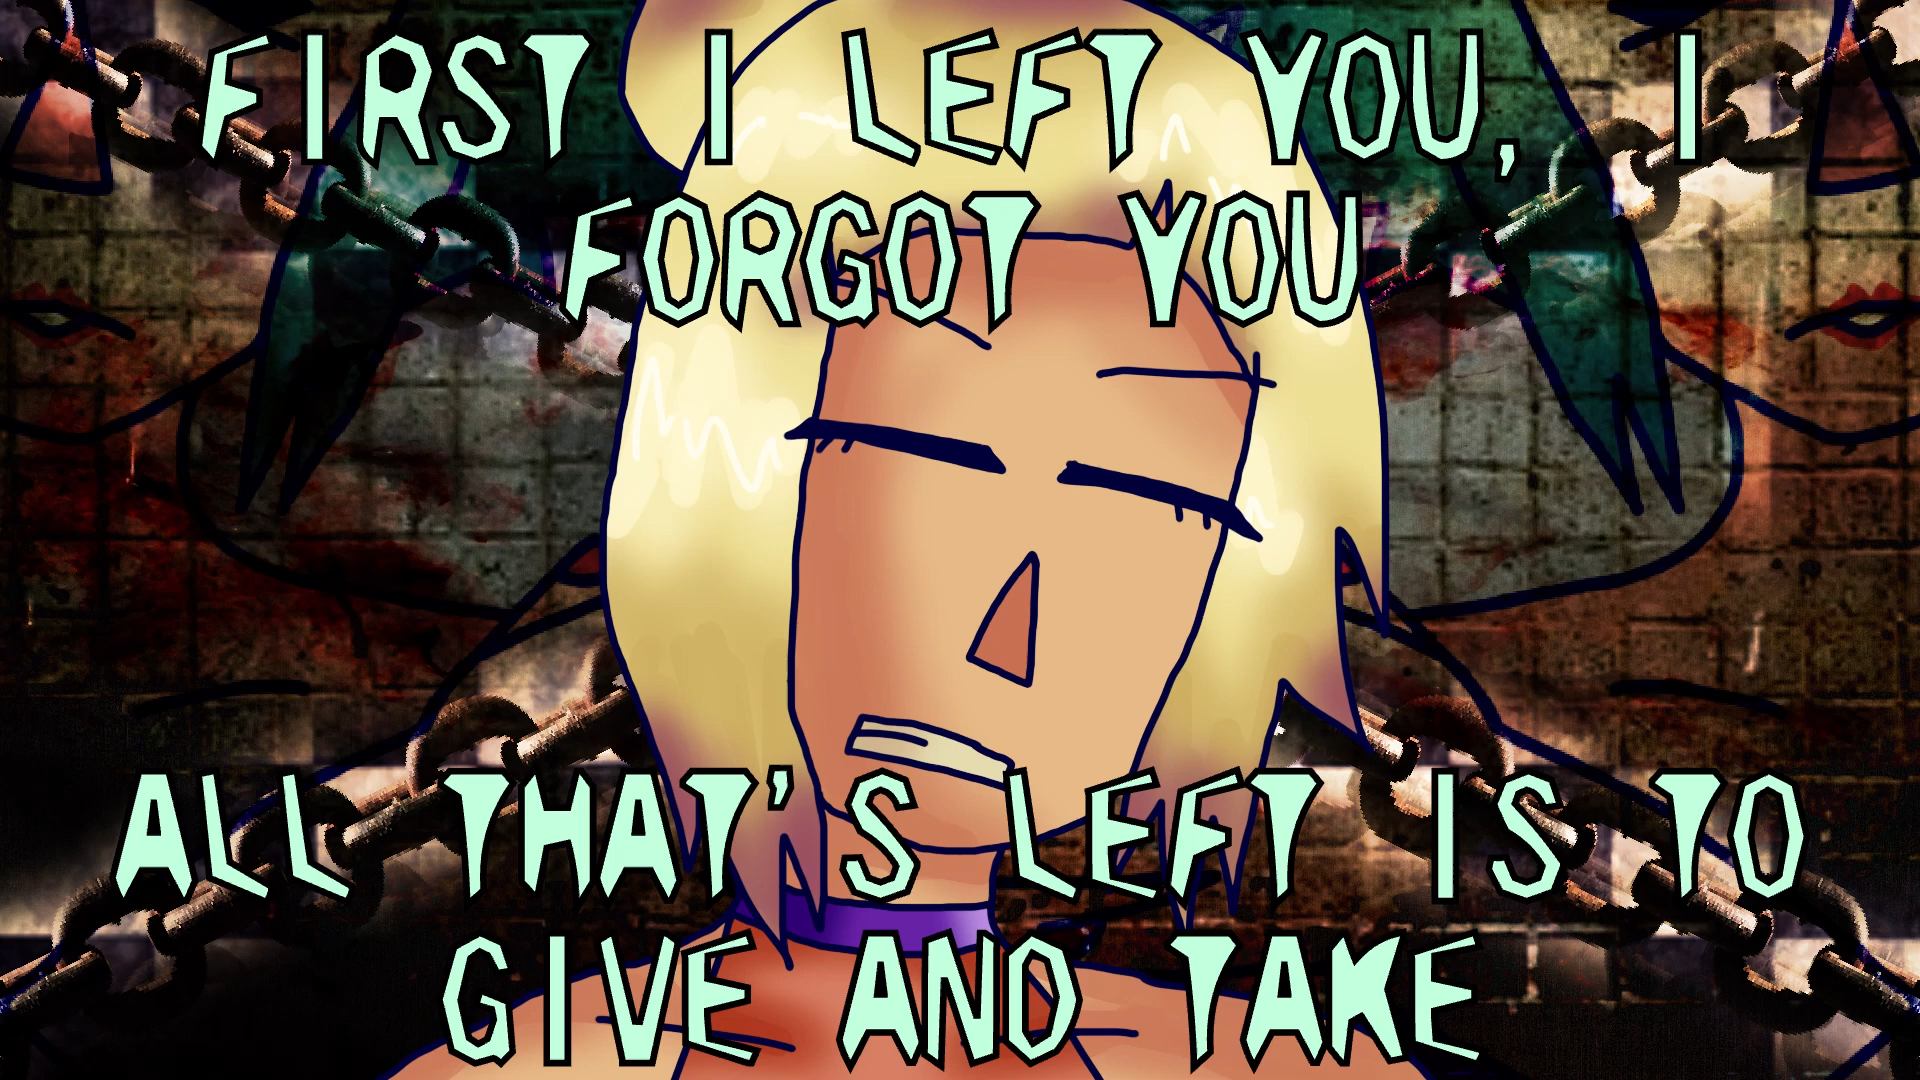 FIRST I LEFT YOU, I
FORGOT YOU
ALL THAT'S LEFT IS TO
GIVE AND TAKE